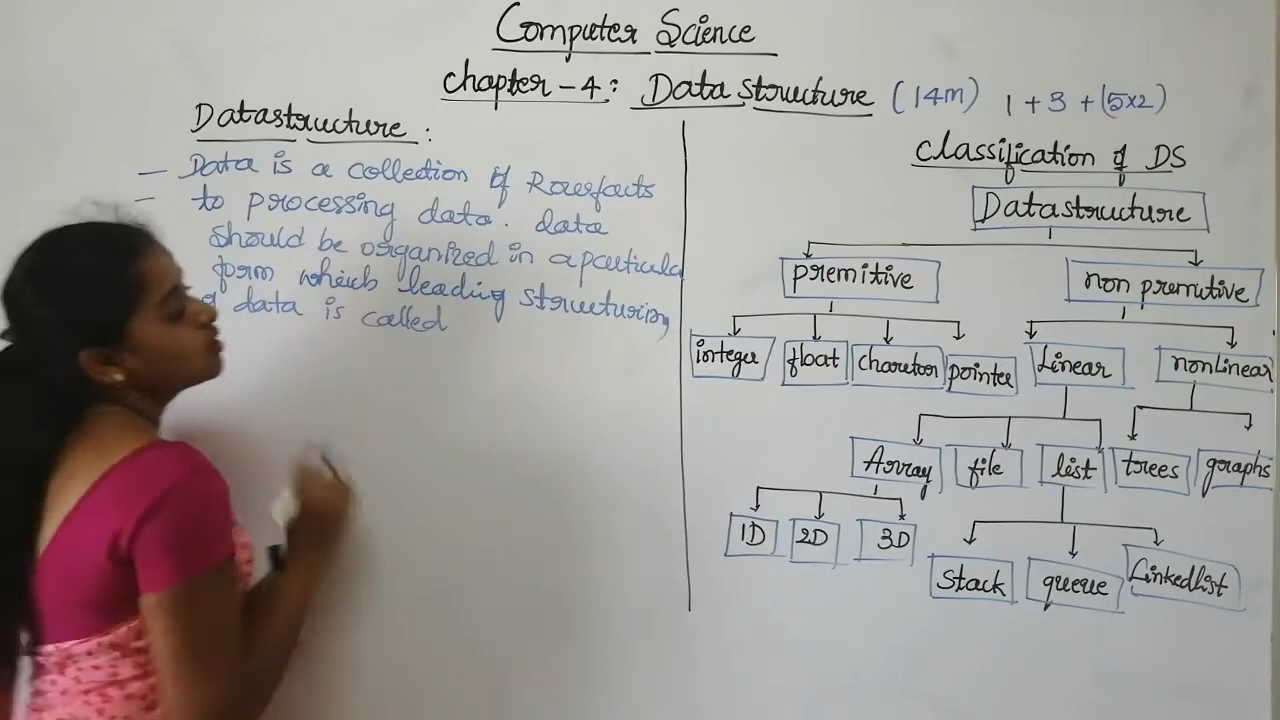 Computer Science
chapter - 4: Data structure (14m) 1 + 3 + (5x2)
Datastructure :
- Data is a collection of Rawfacts
- to processing data. data
should be organized in a particula
form which leading structuring
data is called
classification of DS
Datastructure
premitive
non premitive
integer
float
pointer
Linear
nonLinear
Array
file
list
trees
graphs
1D
2D
3D
stack
queue
Linkedlist